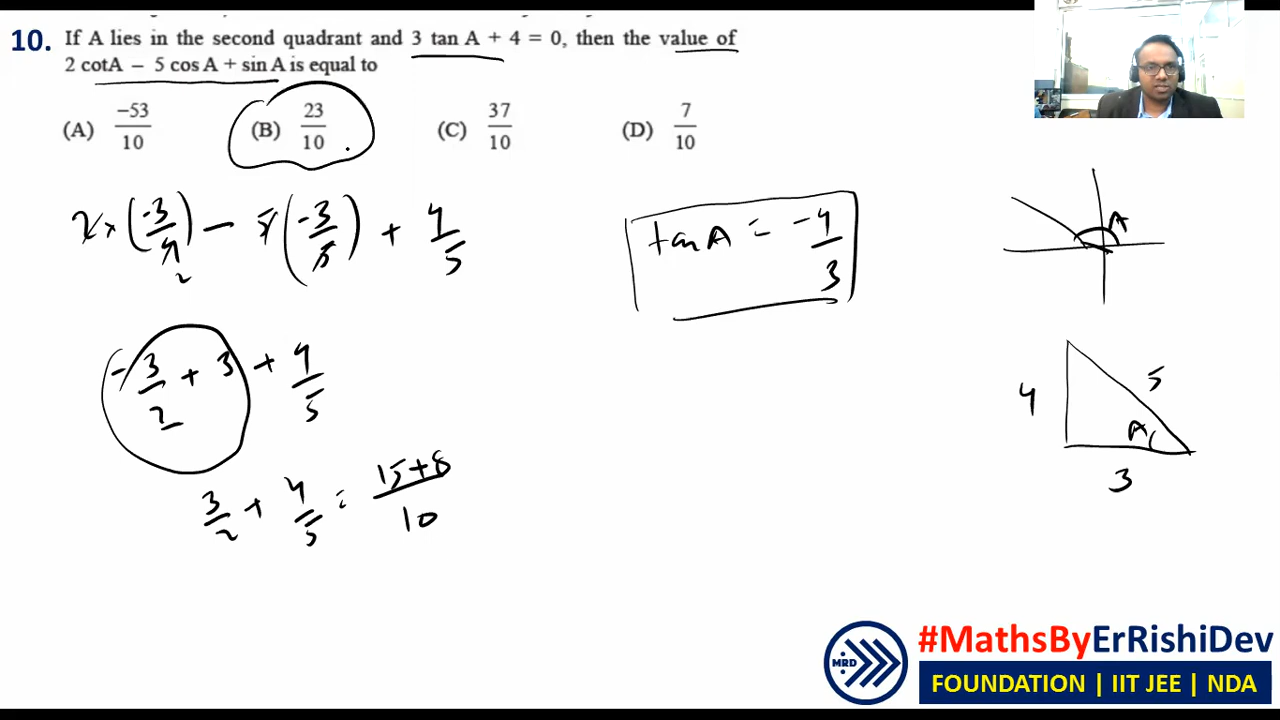 10. If A lies in the second quadrant and 3 tan A + 4 = 0, then the value of
2 cotA − 5 cos A + sin A is equal to
(A) −53/10 (B) 23/10 (C) 37/10 (D) 7/10
2 × (-3/4) − 5(-3/5) + 4/5
2
tan A = -4/3
A
-3/2 + 3 + 4/5
4
5
A
3
3/2 + 4/5 = 15+8/10
MRD
#MathsByErRishiDev
FOUNDATION | IIT JEE | NDA